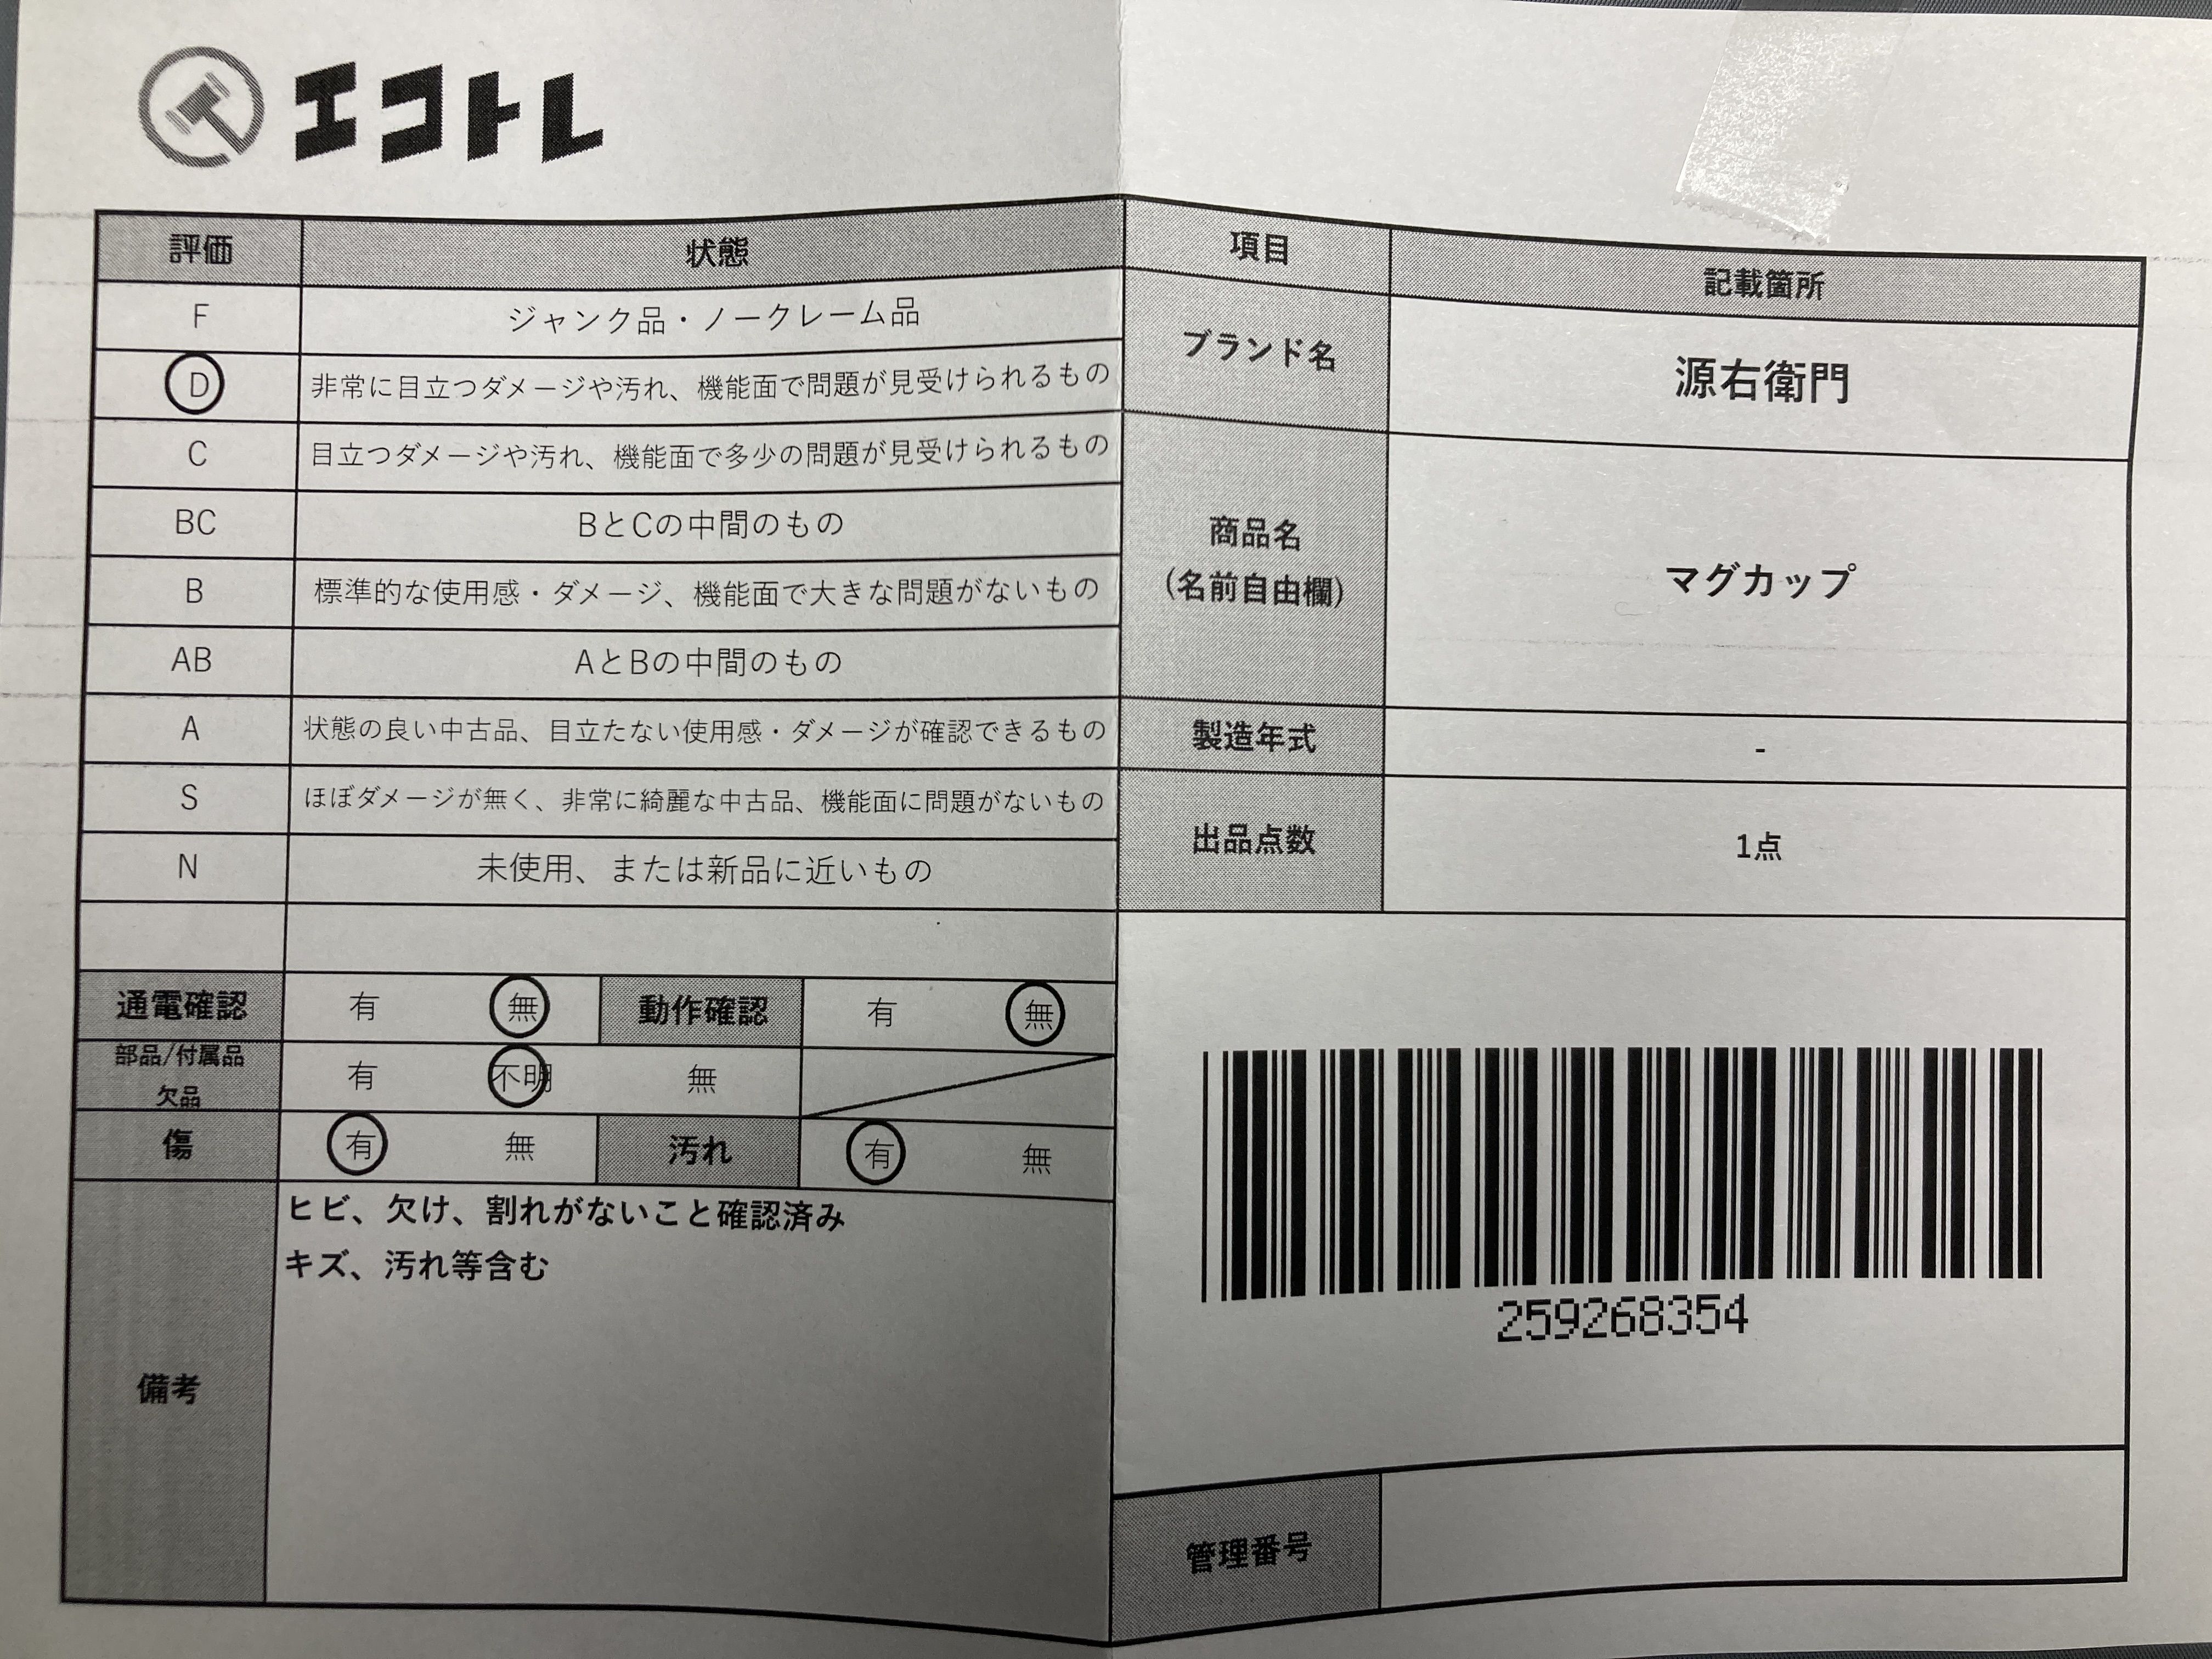 エコトレ
評価 状態
F ジャンク品・ノークレーム品
D 非常に目立つダメージや汚れ、機能面で問題が見受けられるもの
C 目立つダメージや汚れ、機能面で多少の問題が見受けられるもの
BC BとCの中間のもの
B 標準的な使用感・ダメージ、機能面で大きな問題がないもの
AB AとBの中間のもの
A 状態の良い中古品、目立たない使用感・ダメージが確認できるもの
S ほぼダメージが無く、非常に綺麗な中古品、機能面に問題がないもの
N 未使用、または新品に近いもの
通電確認 有 無 動作確認 有 無
部品/付属品
欠品 有 不明 無
傷 有 無 汚れ 有 無
備考
ヒビ、欠け、割れがないこと確認済み
キズ、汚れ等含む
項目 記載箇所
ブランド名 源右衛門
商品名
(名前自由欄) マグカップ
製造年式 -
出品点数 1点
259268354
管理番号